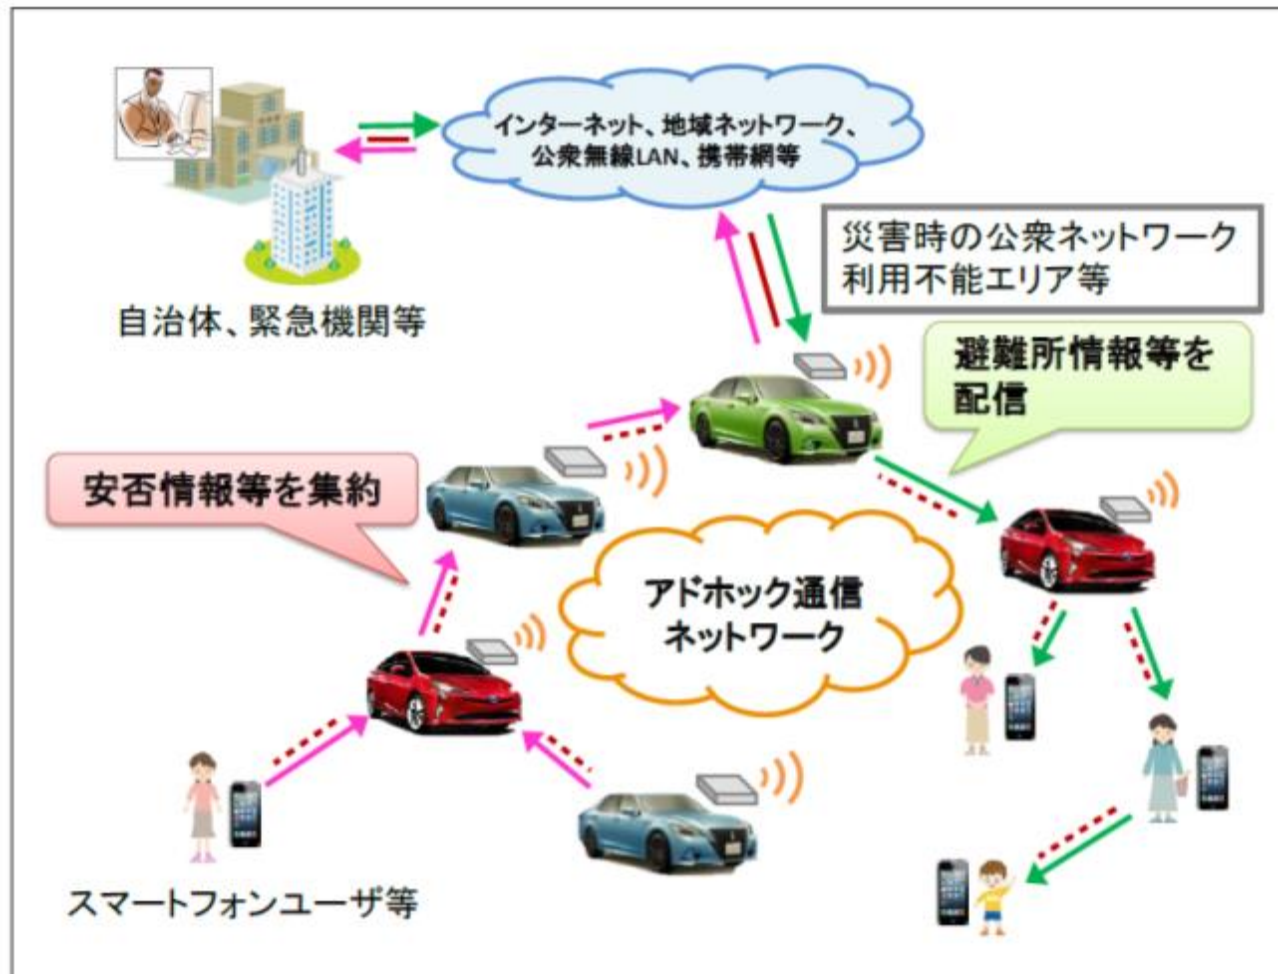 インターネット、地域ネットワーク、
公衆無線LAN、携帯網等
災害時の公衆ネットワーク
利用不能エリア等
自治体、緊急機関等
避難所情報等を
配信
安否情報等を集約
アドホック通信
ネットワーク
スマートフォンユーザ等